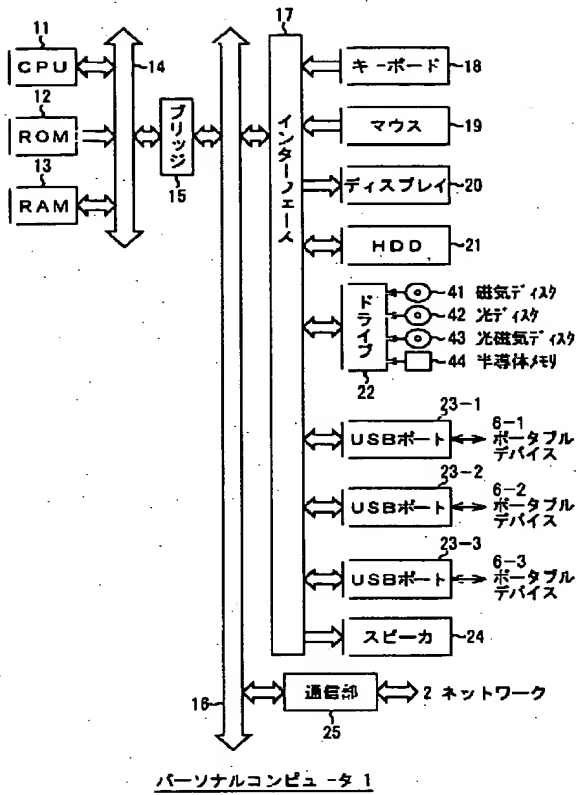 11
CPU
14
12
ROM
13
RAM
ブリッジ
15
17
インターフェース
キーボード 18
マウス 19
ディスプレイ 20
HDD 21
ドライブ
22
41 磁気ディスク
42 光ディスク
43 光磁気ディスク
44 半導体メモリ
23-1
USBポート
6-1
ポータブル
デバイス
23-2
USBポート
6-2
ポータブル
デバイス
23-3
USBポート
6-3
ポータブル
デバイス
スピーカ 24
16
通信部
25
2 ネットワーク
パーソナルコンピュータ 1